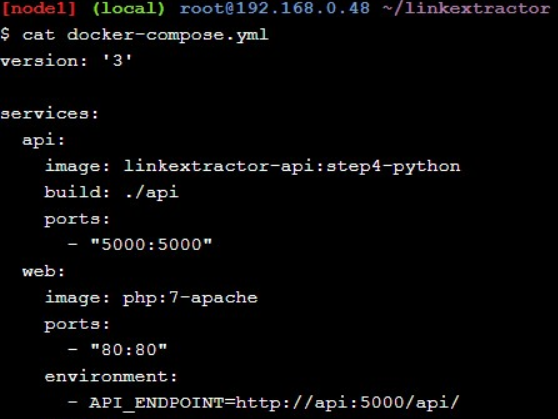 [node1] (local) root@192.168.0.48 ~/linkextractor
$ cat docker-compose.yml
version: '3'
services:
api:
image: linkextractor-api:step4-python
build: ./api
ports:
- "5000:5000"
web:
image: php:7-apache
ports:
- "80:80"
environment:
- API_ENDPOINT=http://api:5000/api/